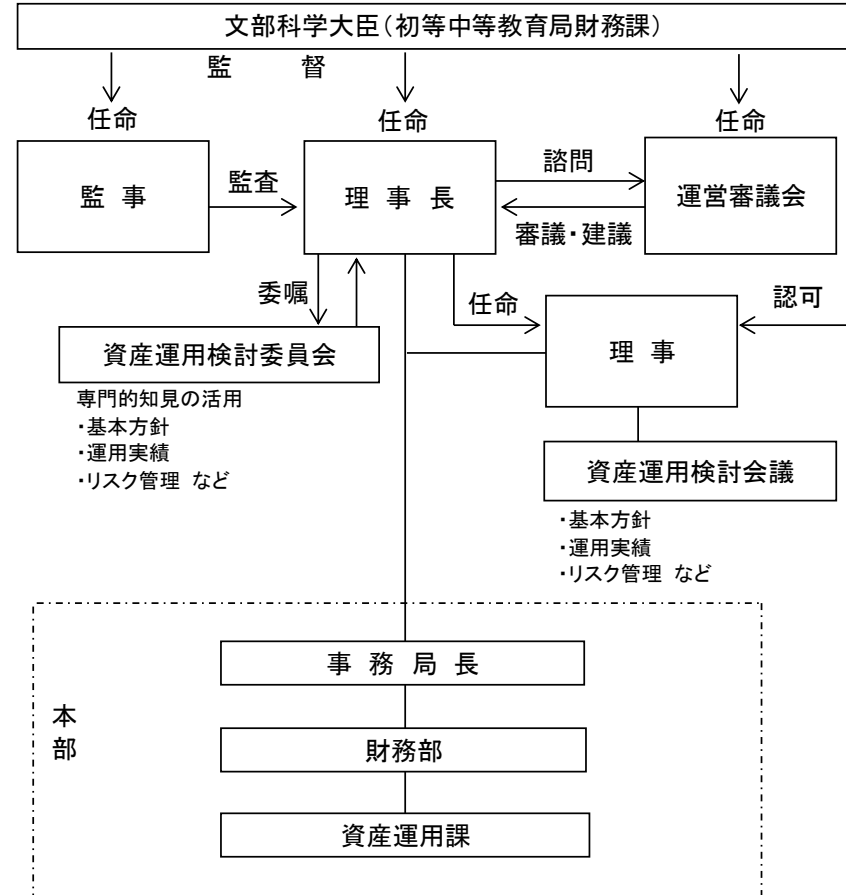 文部科学大臣（初等中等教育局財務課）
監　　督
任命
任命
任命
監　事
監査
理　事　長
諮問
審議・建議
運営審議会
委嘱
任命
認可
資産運用検討委員会
理　事
専門的知見の活用
・基本方針
・運用実績
・リスク管理 など
資産運用検討会議
・基本方針
・運用実績
・リスク管理 など
本部
事　務　局　長
財務部
資産運用課